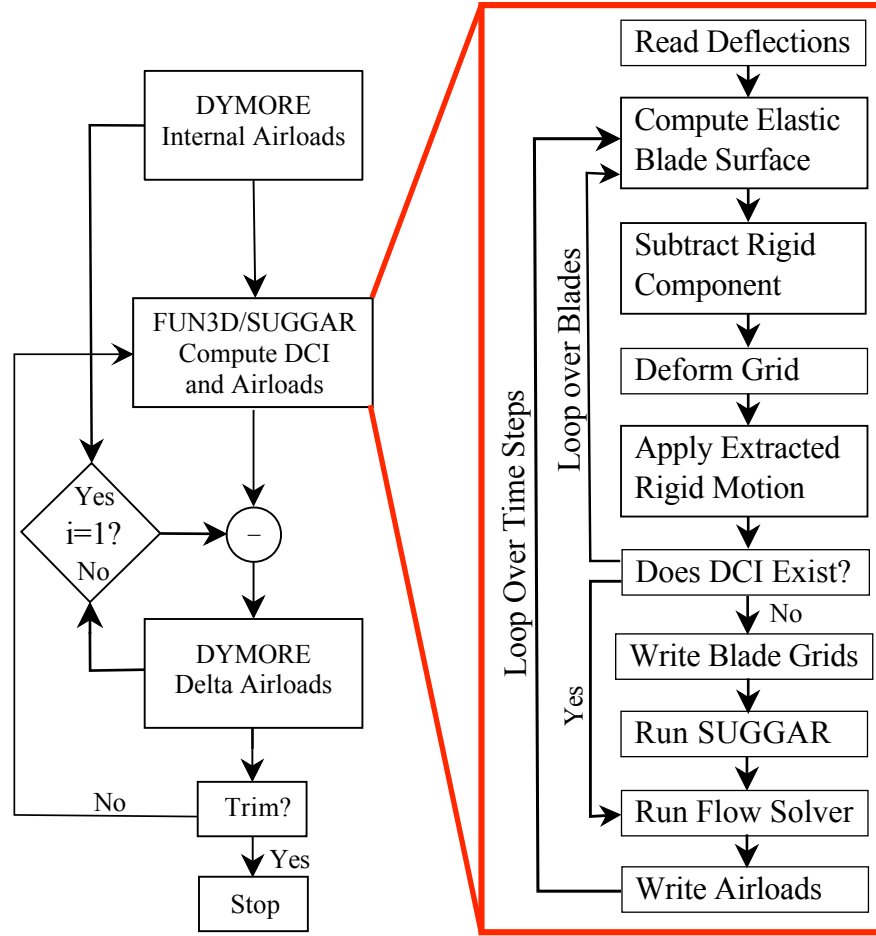 DYMORE
Internal Airloads
FUN3D/SUGGAR
Compute DCI
and Airloads
Yes
i=1?
No
−
DYMORE
Delta Airloads
No
Trim?
Yes
Stop
Read Deflections
Compute Elastic
Blade Surface
Subtract Rigid
Component
Deform Grid
Apply Extracted
Rigid Motion
Does DCI Exist?
No
Write Blade Grids
Run SUGGAR
Run Flow Solver
Write Airloads
Loop over Blades
Loop Over Time Steps
Yes